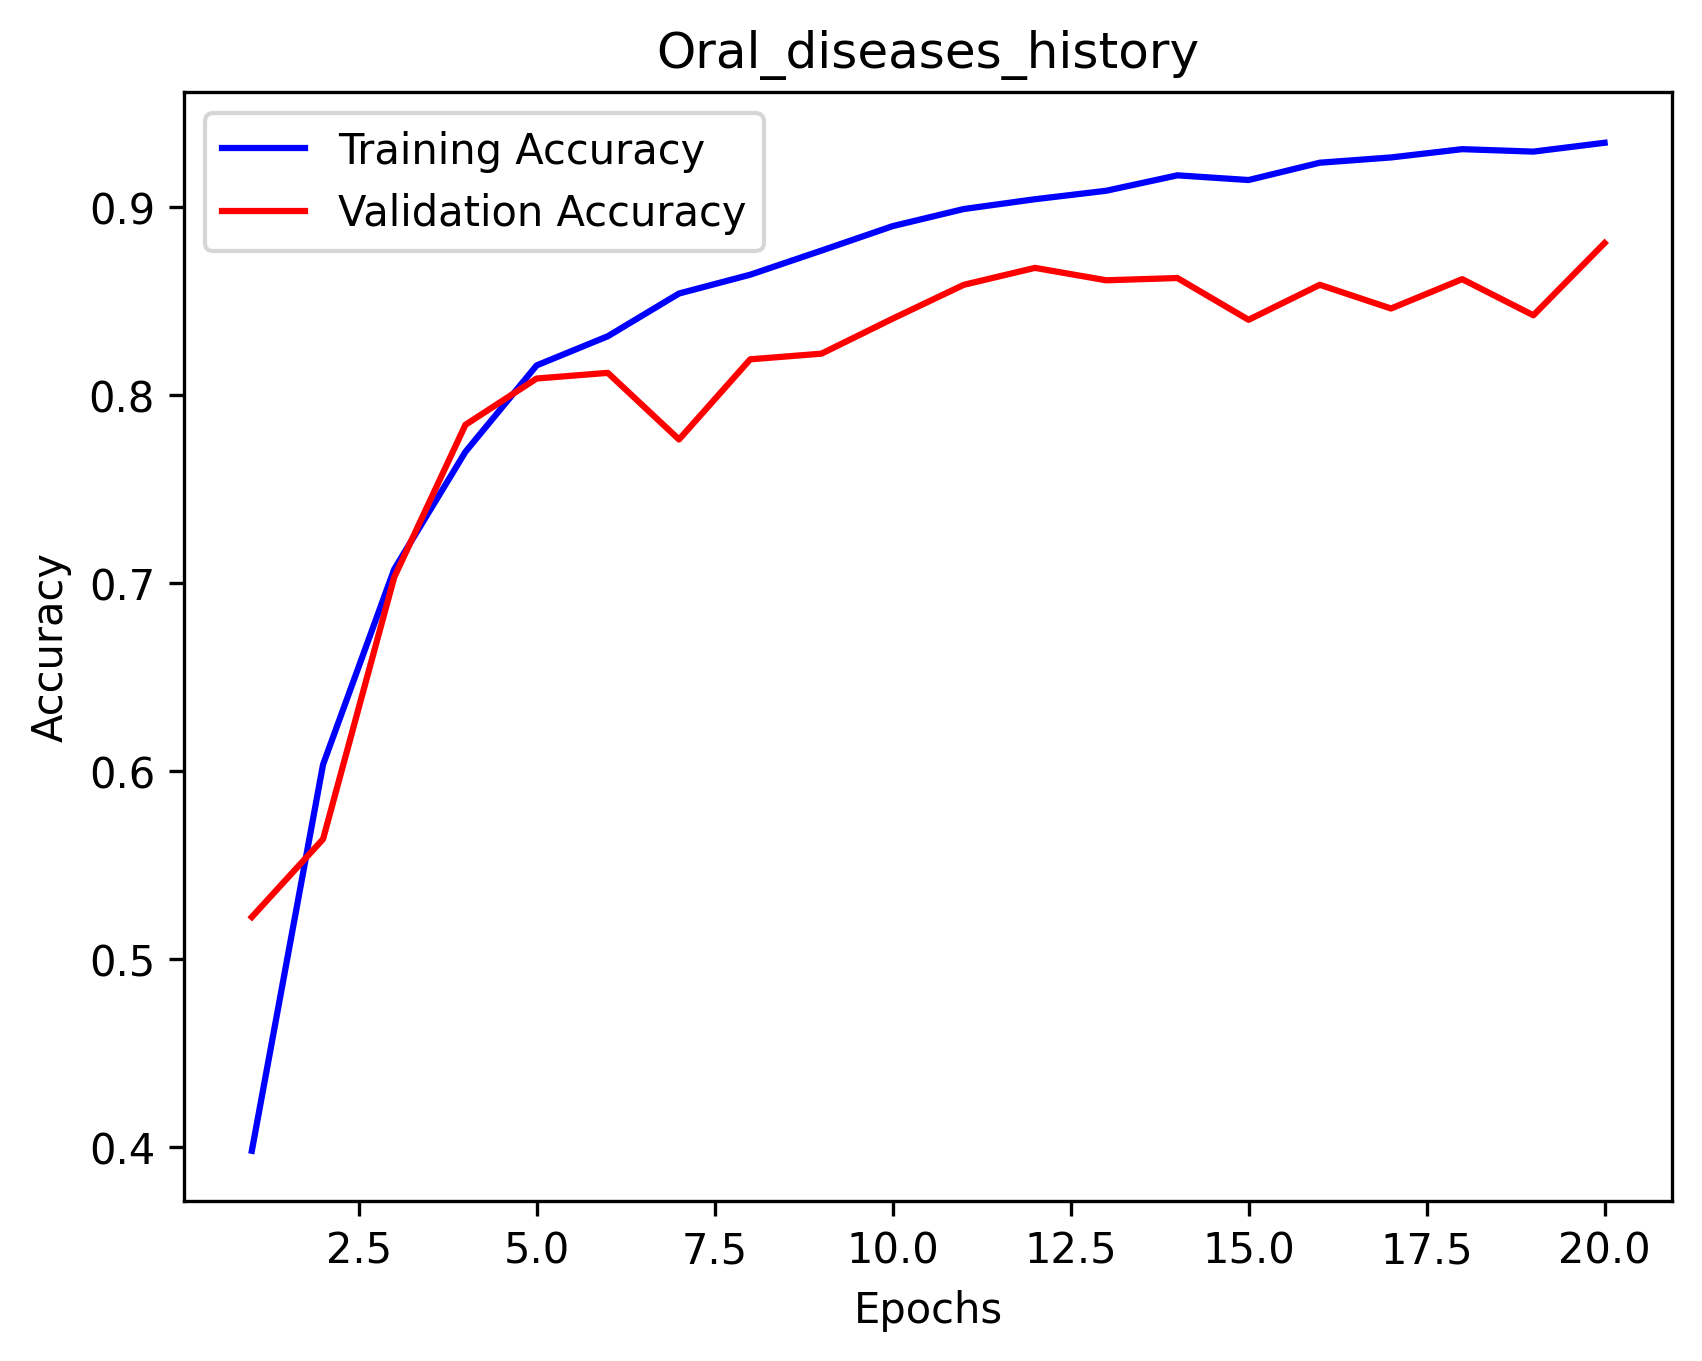 Oral_diseases_history
Training Accuracy
Validation Accuracy
0.9
0.8
0.7
0.6
0.5
0.4
Accuracy
2.5 5.0 7.5 10.0 12.5 15.0 17.5 20.0
Epochs